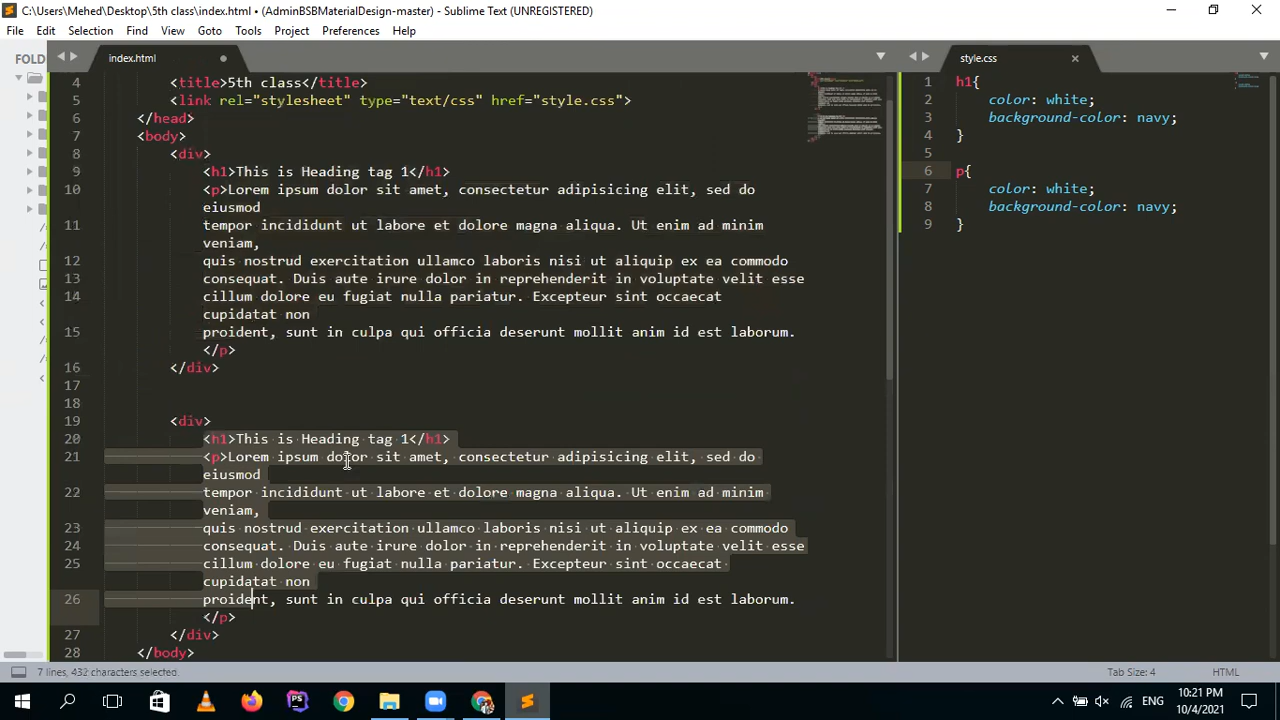 C:\Users\Mehed\Desktop\5th class\index.html • (AdminBSBMaterialDesign-master) - Sublime Text (UNREGISTERED)
File Edit Selection Find View Goto Tools Project Preferences Help
FOLD
index.html
4 <title>5th class</title>
5 <link rel="stylesheet" type="text/css" href="style.css">
6 </head>
7 <body>
8 <div>
9 <h1>This is Heading tag 1</h1>
10 <p>Lorem ipsum dolor sit amet, consectetur adipisicing elit, sed do
eiusmod
11 tempor incididunt ut labore et dolore magna aliqua. Ut enim ad minim
veniam,
12 quis nostrud exercitation ullamco laboris nisi ut aliquip ex ea commodo
13 consequat. Duis aute irure dolor in reprehenderit in voluptate velit esse
14 cillum dolore eu fugiat nulla pariatur. Excepteur sint occaecat
cupidatat non
15 proident, sunt in culpa qui officia deserunt mollit anim id est laborum.
</p>
16 </div>
17
18
19 <div>
20 <h1>This is Heading tag 1</h1>
21 <p>Lorem ipsum dolor sit amet, consectetur adipisicing elit, sed do
eiusmod
22 tempor incididunt ut labore et dolore magna aliqua. Ut enim ad minim
veniam,
23 quis nostrud exercitation ullamco laboris nisi ut aliquip ex ea commodo
24 consequat. Duis aute irure dolor in reprehenderit in voluptate velit esse
25 cillum dolore eu fugiat nulla pariatur. Excepteur sint occaecat
cupidatat non
26 proident, sunt in culpa qui officia deserunt mollit anim id est laborum.
</p>
27 </div>
28 </body>
style.css
1 h1{
2 color: white;
3 background-color: navy;
4 }
5
6 p{
7 color: white;
8 background-color: navy;
9 }
7 lines, 432 characters selected
Tab Size: 4
HTML
ENG
10:21 PM
10/4/2021